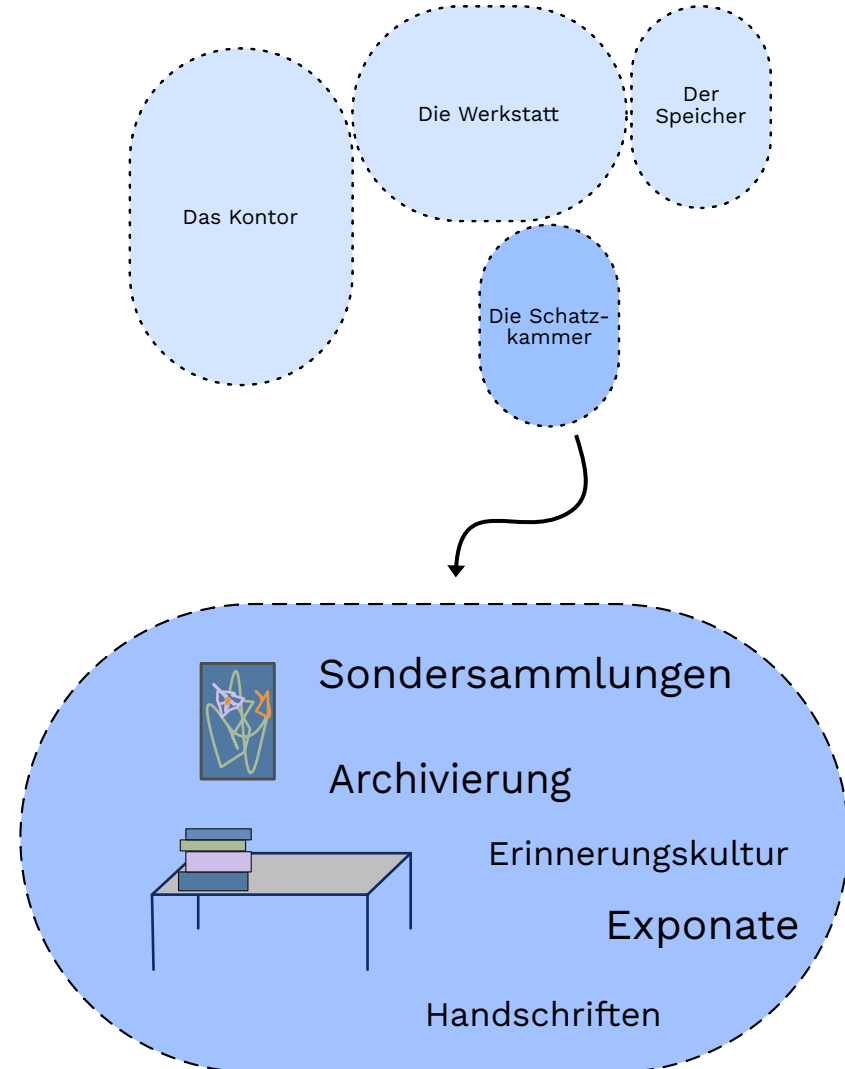 Die Werkstatt
Der
Speicher
Das Kontor
Die Schatz-
kammer
Sondersammlungen
Archivierung
Erinnerungskultur
Exponate
Handschriften